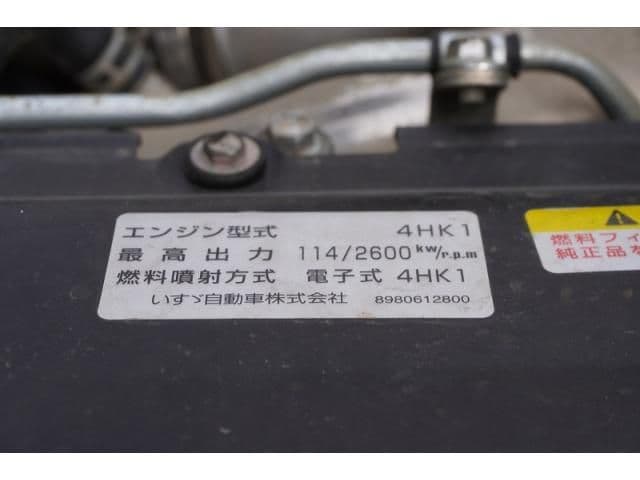 エンジン型式 4HK1
最高出力 114/2600 kw/r.p.m
燃料噴射方式 電子式 4HK1
いすゞ自動車株式会社 8980612800
燃料フィ
純正品を